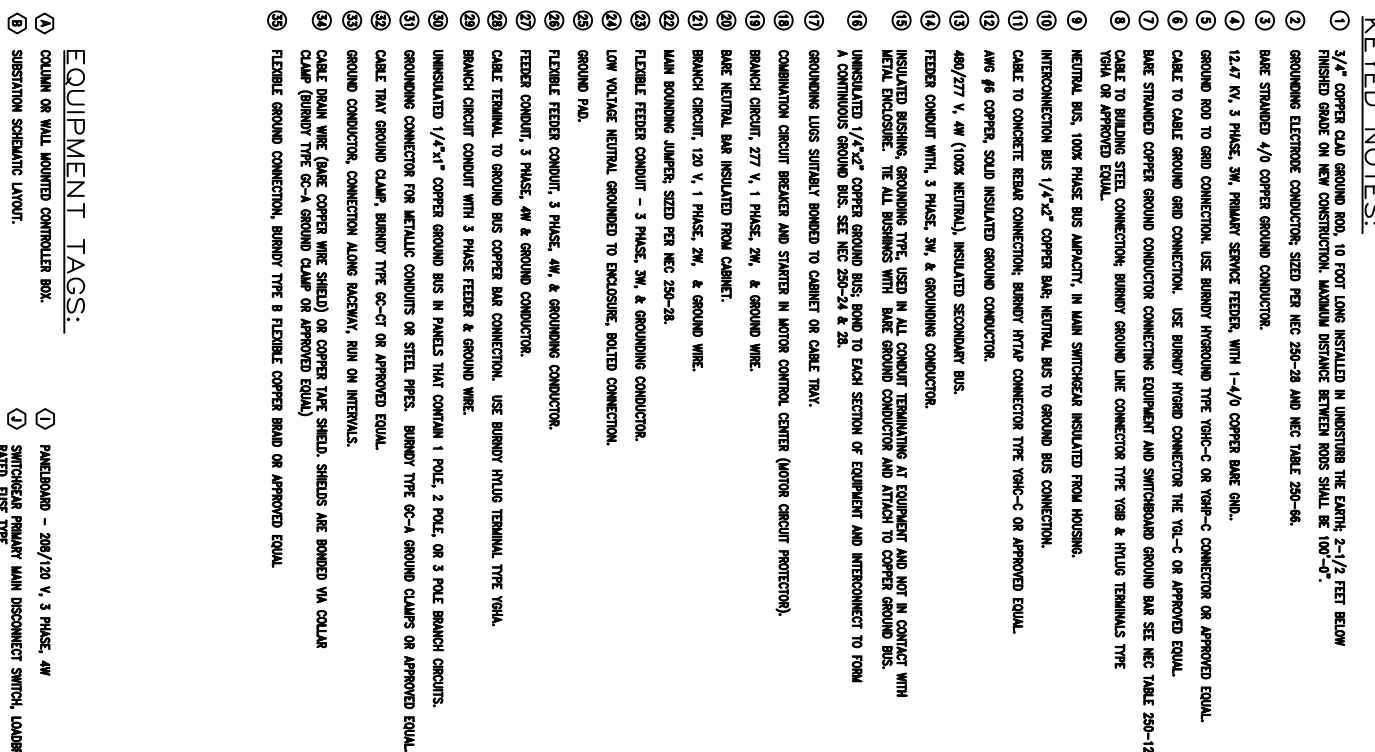 KEYED NOTES:
1 3/4" COPPER CLAD GROUND ROD, 10 FOOT LONG INSTALLED IN UNDISTURB THE EARTH; 2-1/2 FEET BELOW
FINISHED GRADE ON NEW CONSTRUCTION. MAXIMUM DISTANCE BETWEEN RODS SHALL BE 100'-0".
2 GROUNDING ELECTRODE CONDUCTOR; SIZED PER NEC 250-28 AND NEC TABLE 250-66.
3 BARE STRANDED 4/0 COPPER GROUND CONDUCTOR.
4 12.47 KV, 3 PHASE, 3W, PRIMARY SERVICE FEEDER, WITH 1-4/0 COPPER BARE GND..
5 GROUND ROD TO GRID CONNECTION. USE BURNDY HYGROUND TYPE YGHC-C OR YGHP-C CONNECTOR OR APPROVED EQUAL.
6 CABLE TO CABLE GROUND GRID CONNECTION. USE BURNDY HYGRID CONNECTOR THE YGL-C OR APPROVED EQUAL.
7 BARE STRANDED COPPER GROUND CONDUCTOR CONNECTING EQUIPMENT AND SWITCHBOARD GROUND BAR SEE NEC TABLE 250-12
8 CABLE TO BUILDING STEEL CONNECTION; BURNDY GROUND LINE CONNECTOR TYPE YGIB & HYLUG TERMINALS TYPE
YGHA OR APPROVED EQUAL.
9 NEUTRAL BUS, 100% PHASE BUS AMPACITY, IN MAIN SWITCHGEAR INSULATED FROM HOUSING.
10 INTERCONNECTION BUS 1/4"x2" COPPER BAR; NEUTRAL BUS TO GROUND BUS CONNECTION.
11 CABLE TO CONCRETE REBAR CONNECTION; BURNDY HYTAP CONNECTOR TYPE YGHC-C OR APPROVED EQUAL.
12 AWG #6 COPPER, SOLID INSULATED GROUND CONDUCTOR.
13 480/277 V, 4W (100% NEUTRAL), INSULATED SECONDARY BUS.
14 FEEDER CONDUIT WITH, 3 PHASE, 3W, & GROUNDING CONDUCTOR.
15 INSULATED BUSHING, GROUNDING TYPE, USED IN ALL CONDUIT TERMINATING AT EQUIPMENT AND NOT IN CONTACT WITH
METAL ENCLOSURE. TIE ALL BUSHINGS WITH BARE GROUND CONDUCTOR AND ATTACH TO COPPER GROUND BUS.
16 UNINSULATED 1/4"x2" COPPER GROUND BUS; BOND TO EACH SECTION OF EQUIPMENT AND INTERCONNECT TO FORM
A CONTINUOUS GROUND BUS. SEE NEC 250-24 & 28.
17 GROUNDING LUGS SUITABLY BONDED TO CABINET OR CABLE TRAY.
18 COMBINATION CIRCUIT BREAKER AND STARTER IN MOTOR CONTROL CENTER (MOTOR CIRCUIT PROTECTOR).
19 BRANCH CIRCUIT, 277 V, 1 PHASE, 2W, & GROUND WIRE.
20 BARE NEUTRAL BAR INSULATED FROM CABINET.
21 BRANCH CIRCUIT, 120 V, 1 PHASE, 2W, & GROUND WIRE.
22 MAIN BOUNDING JUMPER; SIZED PER NEC 250-28.
23 FLEXIBLE FEEDER CONDUIT - 3 PHASE, 3W, & GROUNDING CONDUCTOR.
24 LOW VOLTAGE NEUTRAL GROUNDED TO ENCLOSURE, BOLTED CONNECTION.
25 GROUND PAD.
26 FLEXIBLE FEEDER CONDUIT, 3 PHASE, 4W, & GROUNDING CONDUCTOR.
27 FEEDER CONDUIT, 3 PHASE, 4W & GROUND CONDUCTOR.
28 CABLE TERMINAL TO GROUND BUS COPPER BAR CONNECTION. USE BURNDY HYLUG TERMINAL TYPE YGHA.
29 BRANCH CIRCUIT CONDUIT WITH 3 PHASE FEEDER & GROUND WIRE.
30 UNINSULATED 1/4"x1" COPPER GROUND BUS IN PANELS THAT CONTAIN 1 POLE, 2 POLE, OR 3 POLE BRANCH CIRCUITS.
31 GROUNDING CONNECTOR FOR METALLIC CONDUITS OR STEEL PIPES. BURNDY TYPE GC-A GROUND CLAMPS OR APPROVED EQUAL.
32 CABLE TRAY GROUND CLAMP, BURNDY TYPE GC-CT OR APPROVED EQUAL.
33 GROUND CONDUCTOR, CONNECTION ALONG RACEWAY, RUN ON INTERVALS.
34 CABLE DRAIN WIRE (BARE COPPER WIRE SHIELD) OR COPPER TAPE SHIELD. SHIELDS ARE BONDED VIA COLLAR
CLAMP (BURNDY TYPE GC-A GROUND CLAMP OR APPROVED EQUAL)
35 FLEXIBLE GROUND CONNECTION, BURNDY TYPE B FLEXIBLE COPPER BRAID OR APPROVED EQUAL
EQUIPMENT TAGS:
A COLUMN OR WALL MOUNTED CONTROLLER BOX.
B SUBSTATION SCHEMATIC LAYOUT.
I PANELBOARD - 208/120 V, 3 PHASE, 4W
J SWITCHGEAR PRIMARY MAIN DISCONNECT SWITCH, LOADBR
RATED, FUSE TYPE